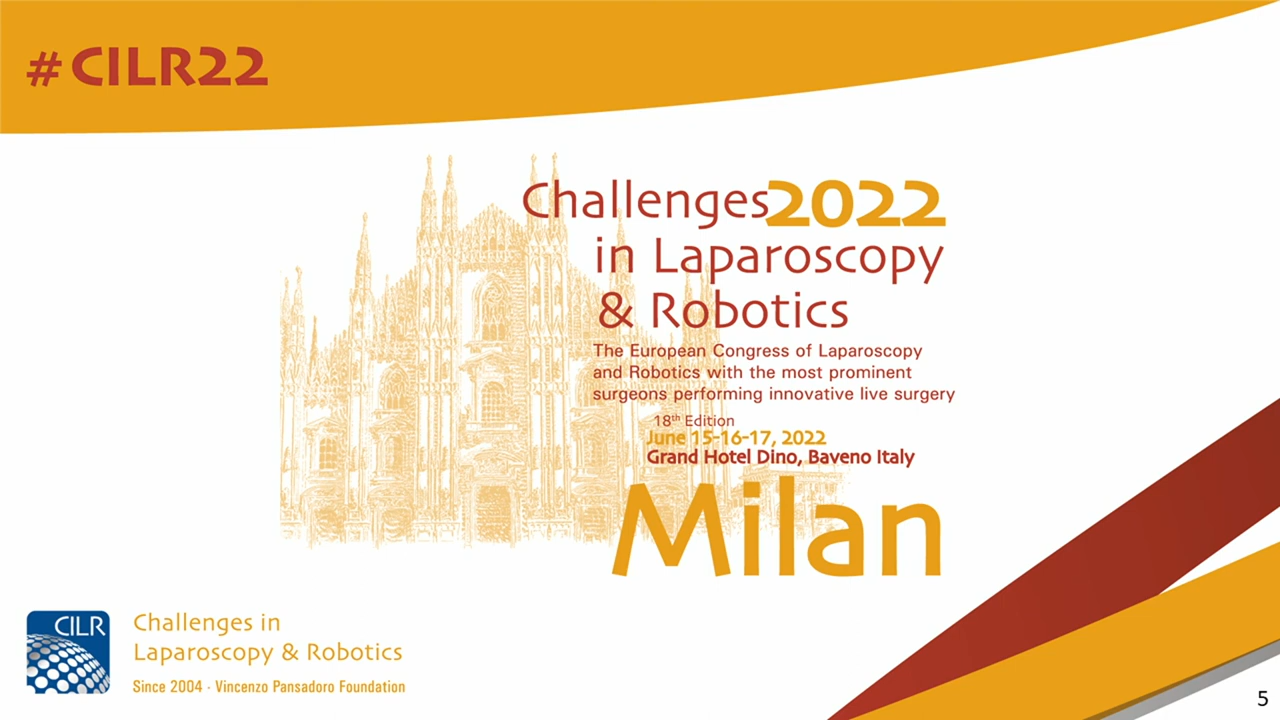 #CILR22
Challenges 2022
in Laparoscopy
& Robotics
The European Congress of Laparoscopy
and Robotics with the most prominent
surgeons performing innovative live surgery
18th Edition
June 15-16-17, 2022
Grand Hotel Dino, Baveno Italy
Milan
CILR
Challenges in
Laparoscopy & Robotics
Since 2004 · Vincenzo Pansadoro Foundation
5